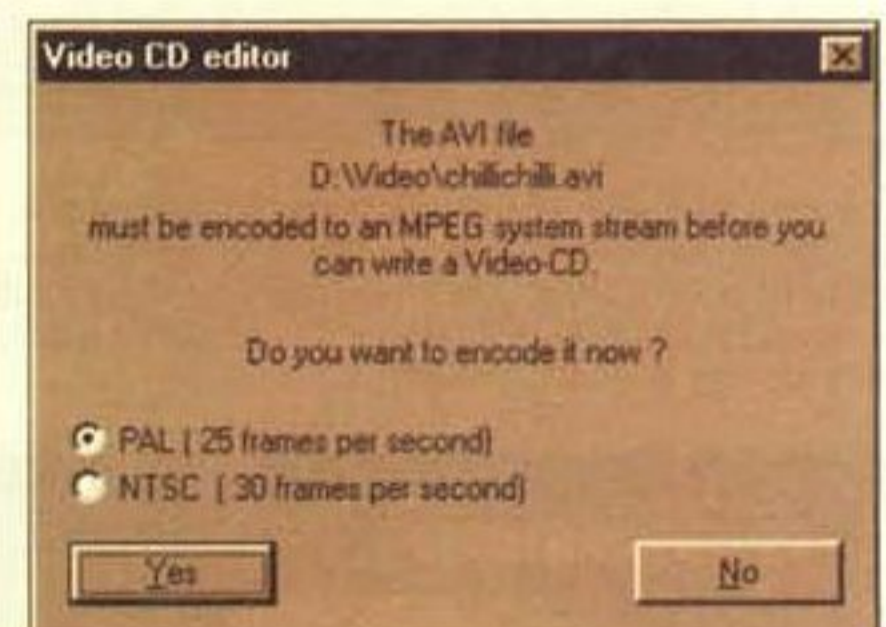 Video CD editor
The AVI file
D:\Video\chillichilli.avi
must be encoded to an MPEG system stream before you
can write a Video-CD.
Do you want to encode it now ?
PAL ( 25 frames per second)
NTSC ( 30 frames per second)
Yes
No